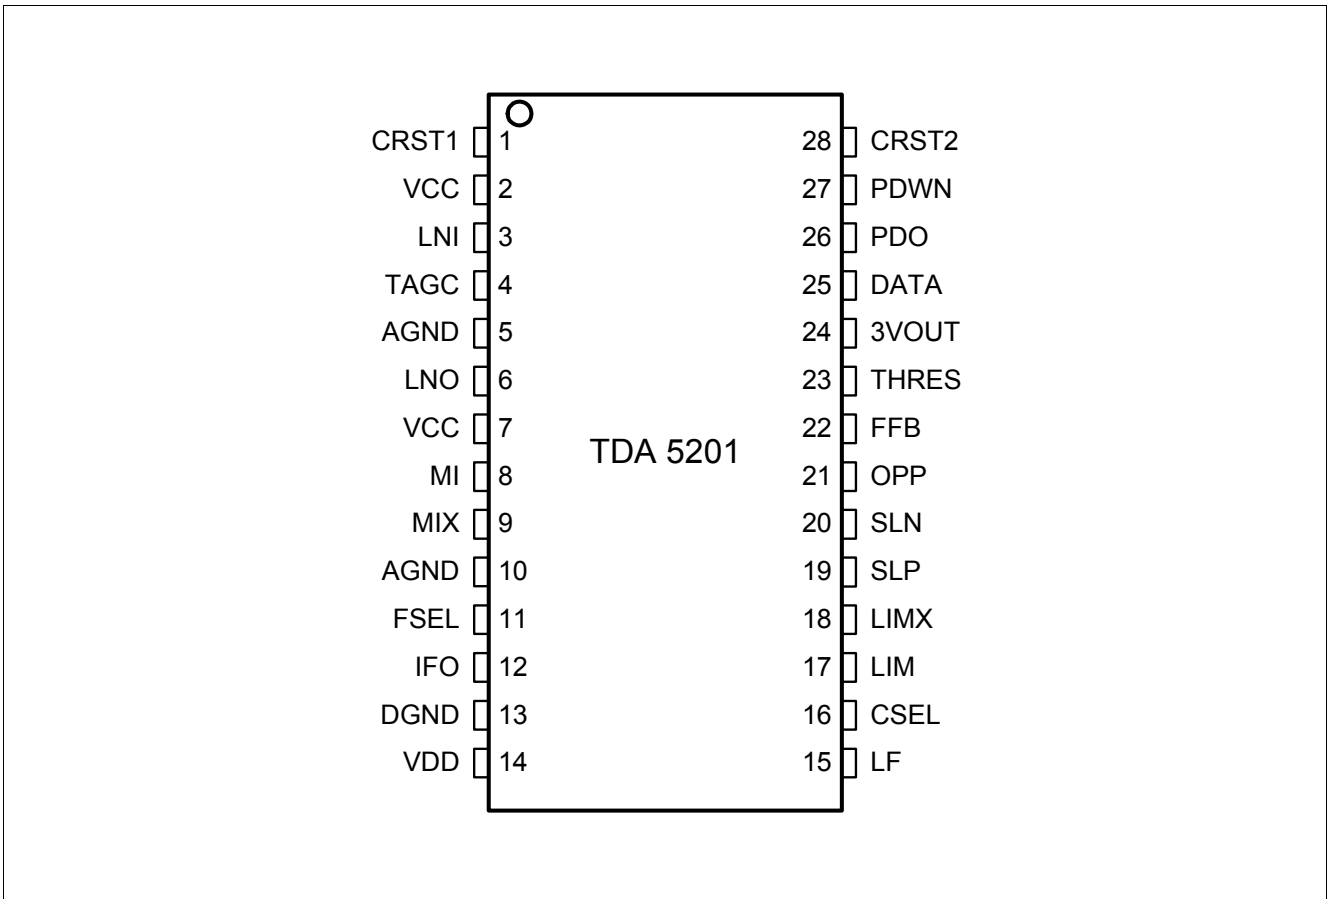 CRST1 1 28 CRST2
VCC 2 27 PDWN
LNI 3 26 PDO
TAGC 4 25 DATA
AGND 5 24 3VOUT
LNO 6 23 THRES
VCC 7 22 FFB
TDA 5201
MI 8 21 OPP
MIX 9 20 SLN
AGND 10 19 SLP
FSEL 11 18 LIMX
IFO 12 17 LIM
DGND 13 16 CSEL
VDD 14 15 LF